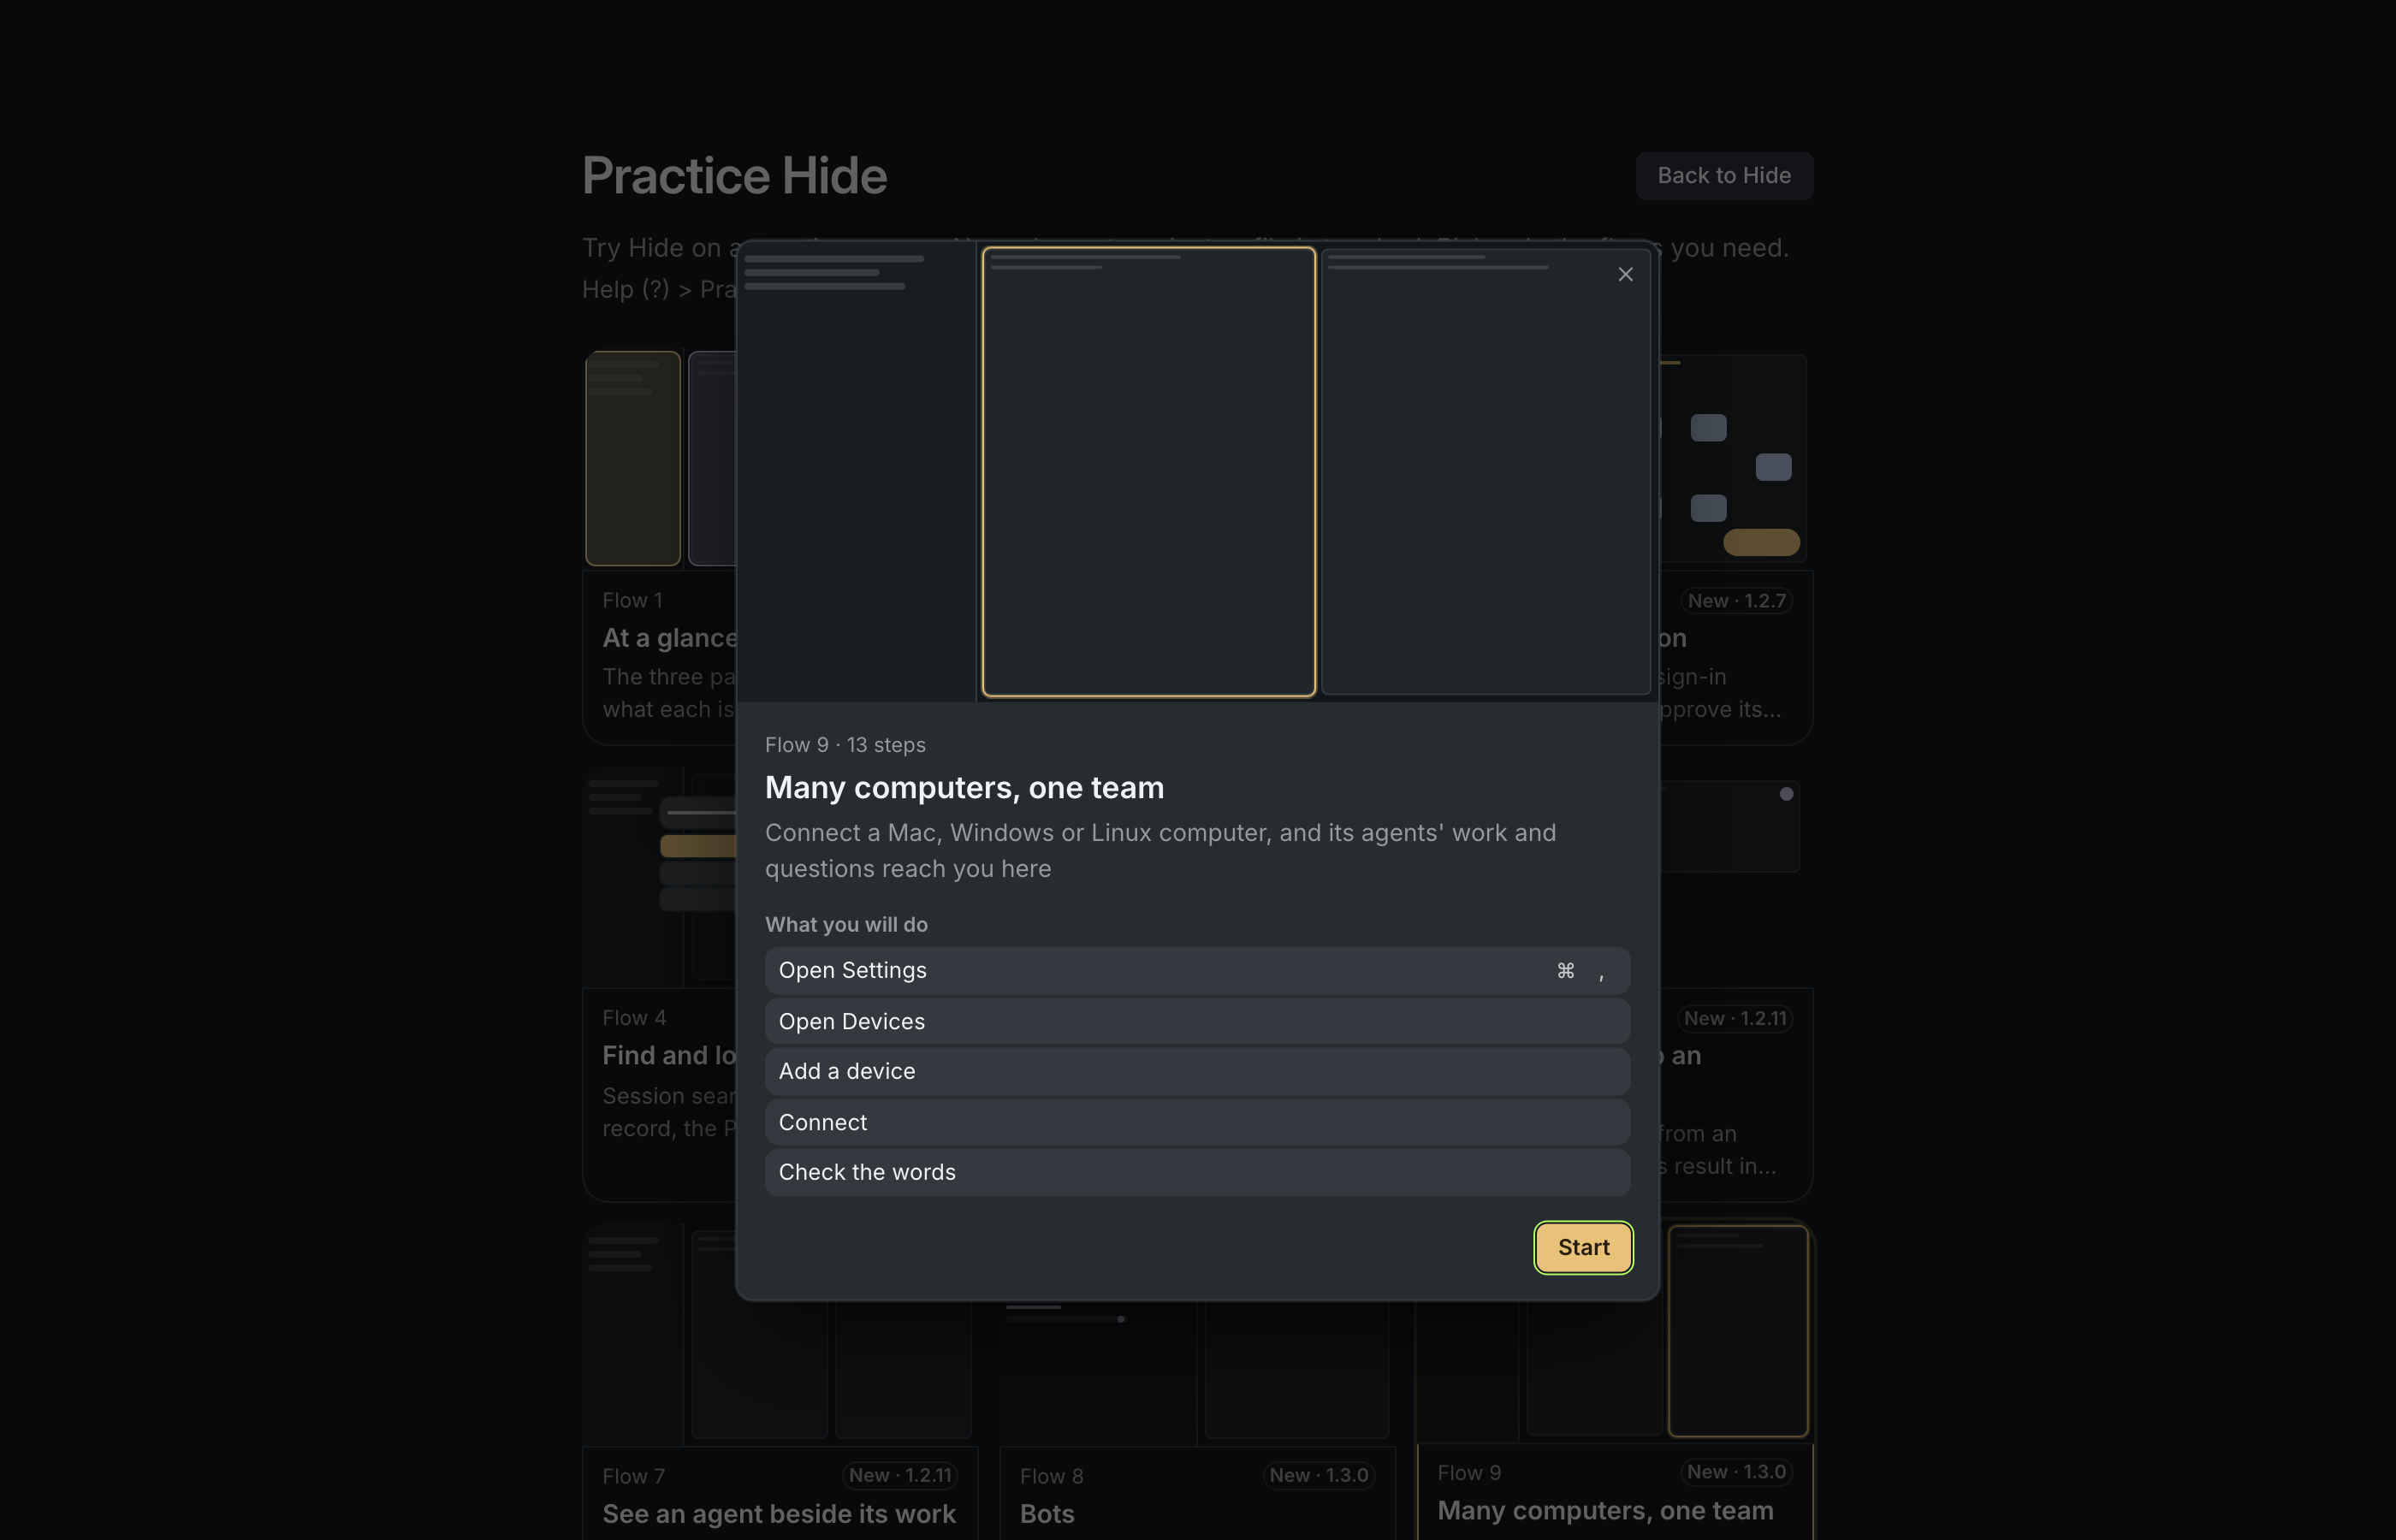 Practice Hide
Back to Hide
Try Hide on a
s you need.
Help (?) > Pra
Flow 9 · 13 steps
Many computers, one team
Connect a Mac, Windows or Linux computer, and its agents' work and
questions reach you here
What you will do
Open Settings ⌘ ,
Open Devices
Add a device
Connect
Check the words
Start
Flow 1
At a glance
The three pa
what each is
New · 1.2.7
on
sign-in
pprove its...
Flow 4
Find and lo
Session sear
record, the P
New · 1.2.11
an
from an
s result in...
Flow 7
New · 1.2.11
See an agent beside its work
Flow 8
New · 1.3.0
Bots
Flow 9
New · 1.3.0
Many computers, one team